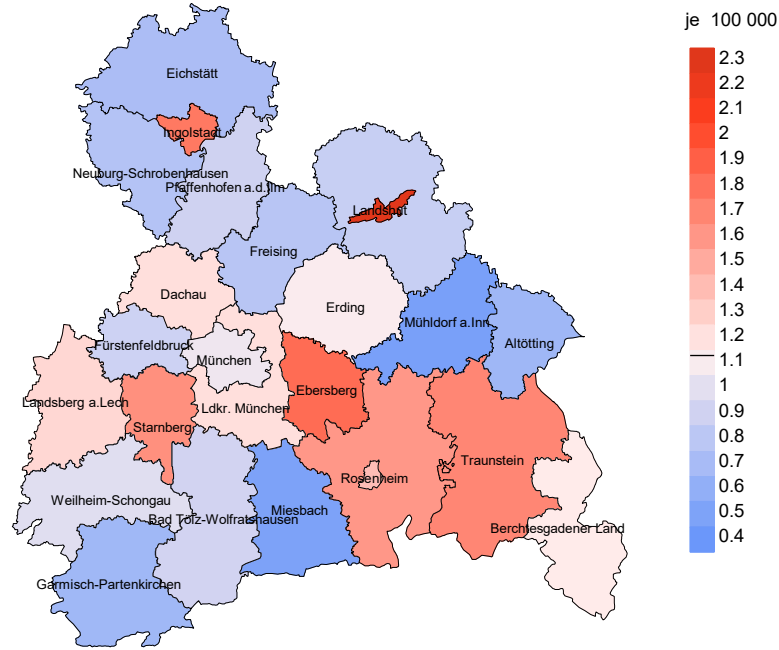 je 100 000
2.3
2.2
2.1
2
1.9
1.8
1.7
1.6
1.5
1.4
1.3
1.2
1.1
1
0.9
0.8
0.7
0.6
0.5
0.4
Eichstätt
Ingolstadt
Neuburg-Schrobenhausen
Pfaffenhofen a.d.Ilm
Landshut
Freising
Dachau
Erding
Mühldorf a.Inn
Altötting
Fürstenfeldbruck
München
Ebersberg
Landsberg a.Lech
Ldkr. München
Starnberg
Traunstein
Rosenheim
Weilheim-Schongau
Miesbach
Bad Tölz-Wolfratshausen
Berchtesgadener Land
Garmisch-Partenkirchen